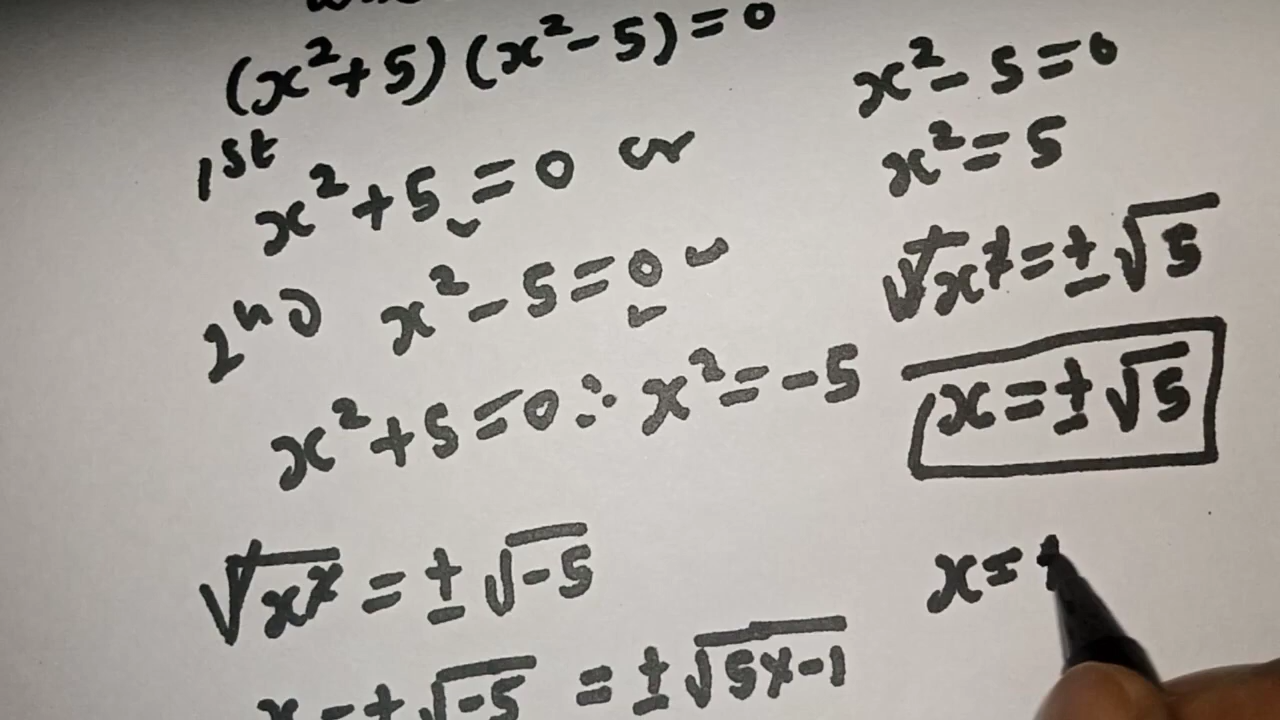 (x²+5)(x²-5)=0
1st
x²+5=0 or
2nd x²-5=0
x²+5=0∴x²=-5
√x²=±√-5
x=±√-5=±√5x-1
x²-5=0
x²=5
√x²=±√5
x=±√5
x=